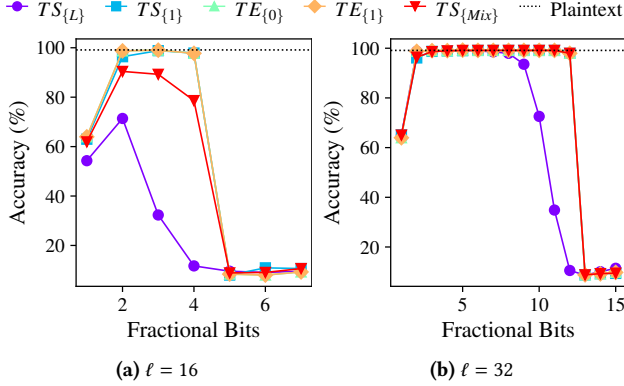 TS{L} TS{1} TE{0} TE{1} TS{Mix} Plaintext
100
80
60
40
20
Accuracy (%)
2 4 6
Fractional Bits
(a) ℓ = 16
100
80
60
40
20
Accuracy (%)
5 10 15
Fractional Bits
(b) ℓ = 32